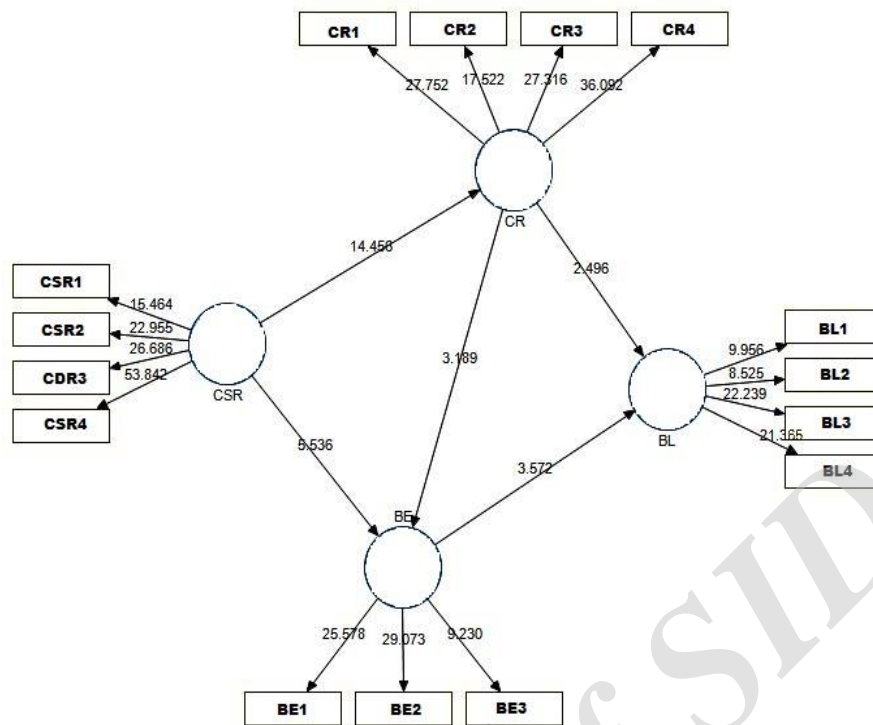 CR1 CR2 CR3 CR4
27.752 17.522 27.316 36.092
CR
14.456
2.496
3.189
CSR1
CSR2
CDR3
CSR4
15.464
22.955
26.686
53.842
CSR
5.536
3.572
BL1
BL2
BL3
BL4
9.956
8.525
22.239
21.365
BL
BE
25.578 29.073 9.230
BE1 BE2 BE3
of SID